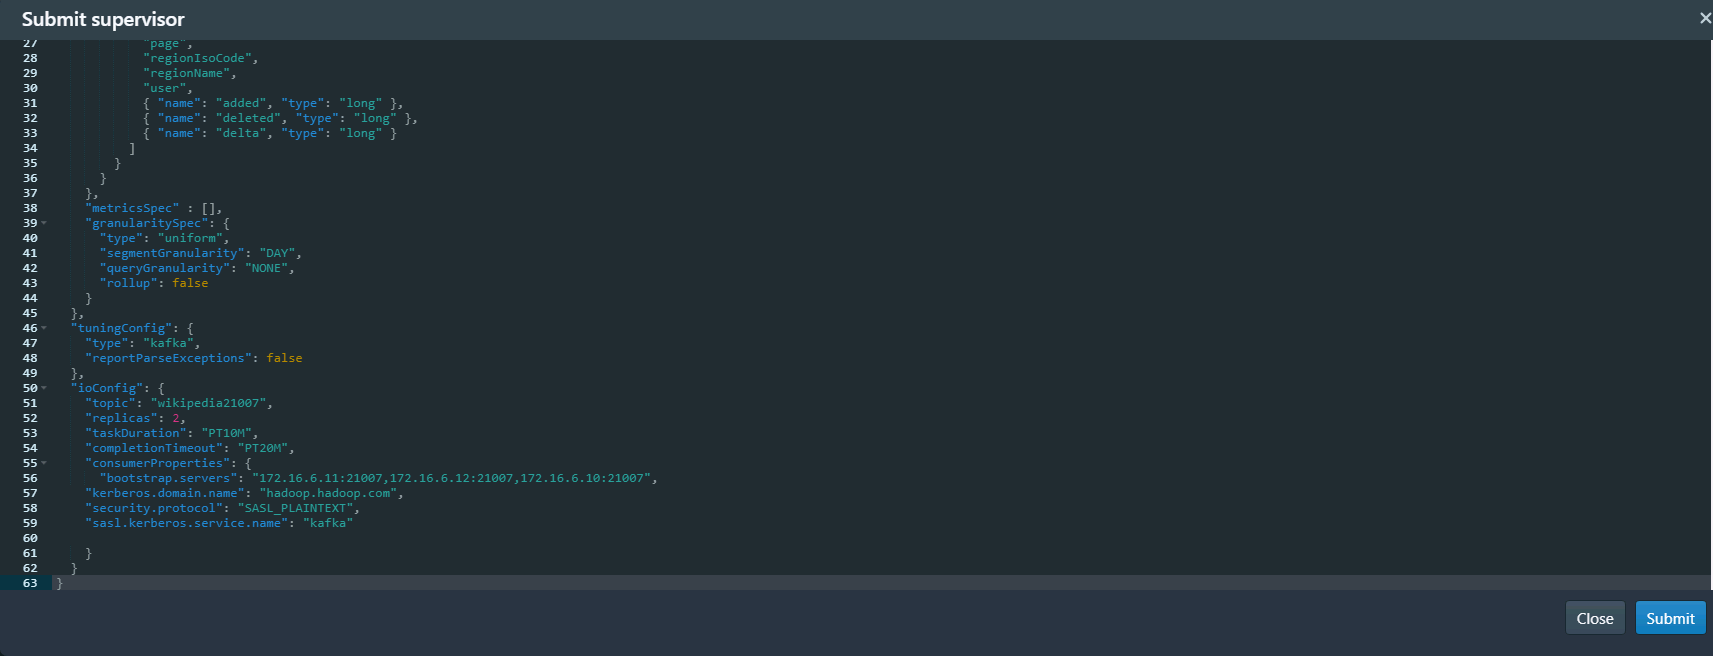 Submit supervisor
×
27 "page",
28 "regionIsoCode",
29 "regionName",
30 "user",
31 { "name": "added", "type": "long" },
32 { "name": "deleted", "type": "long" },
33 { "name": "delta", "type": "long" }
34 ]
35 }
36 }
37 },
38 "metricsSpec" : [],
39 "granularitySpec": {
40 "type": "uniform",
41 "segmentGranularity": "DAY",
42 "queryGranularity": "NONE",
43 "rollup": false
44 }
45 },
46 "tuningConfig": {
47 "type": "kafka",
48 "reportParseExceptions": false
49 },
50 "ioConfig": {
51 "topic": "wikipedia21007",
52 "replicas": 2,
53 "taskDuration": "PT10M",
54 "completionTimeout": "PT20M",
55 "consumerProperties": {
56 "bootstrap.servers": "172.16.6.11:21007,172.16.6.12:21007,172.16.6.10:21007",
57 "kerberos.domain.name": "hadoop.hadoop.com",
58 "security.protocol": "SASL_PLAINTEXT",
59 "sasl.kerberos.service.name": "kafka"
60
61 }
62 }
63 }
Close Submit